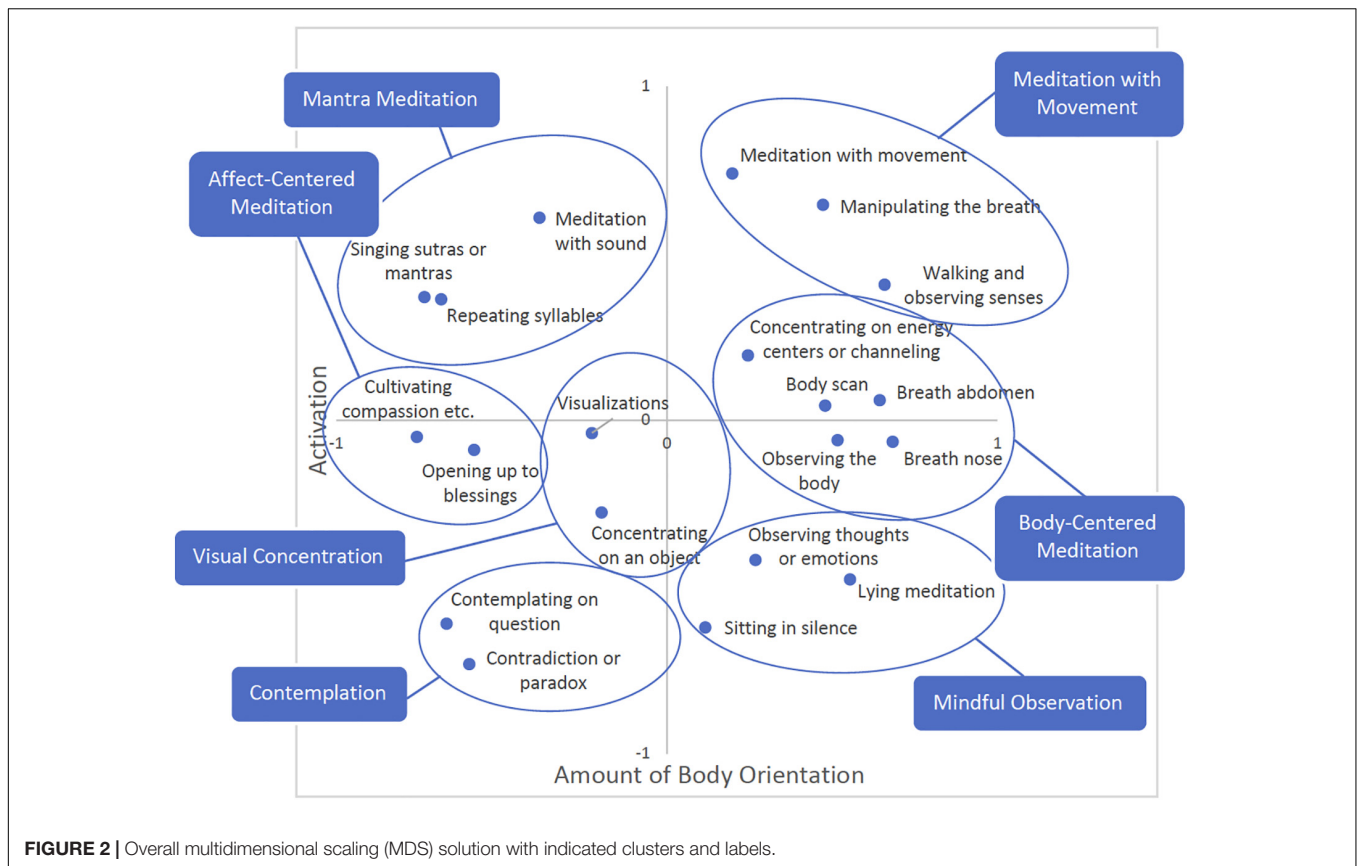 Mantra Meditation
Meditation with
Movement
Affect-Centered
Meditation
1
Meditation with movement
Manipulating the breath
Meditation
with sound
Singing sutras or
mantras
Repeating syllables
Walking and
observing senses
Concentrating on energy
centers or channeling
Body scan
Breath abdomen
Cultivating
compassion etc.
Visualizations
Activation
-1
0
0
1
Opening up to
blessings
Observing the
body
Breath nose
Visual Concentration
Concentrating
on an object
Observing thoughts
or emotions
Lying meditation
Body-Centered
Meditation
Contemplating on
question
Sitting in silence
Contradiction or
paradox
Contemplation
Mindful Observation
-1
Amount of Body Orientation
FIGURE 2 | Overall multidimensional scaling (MDS) solution with indicated clusters and labels.